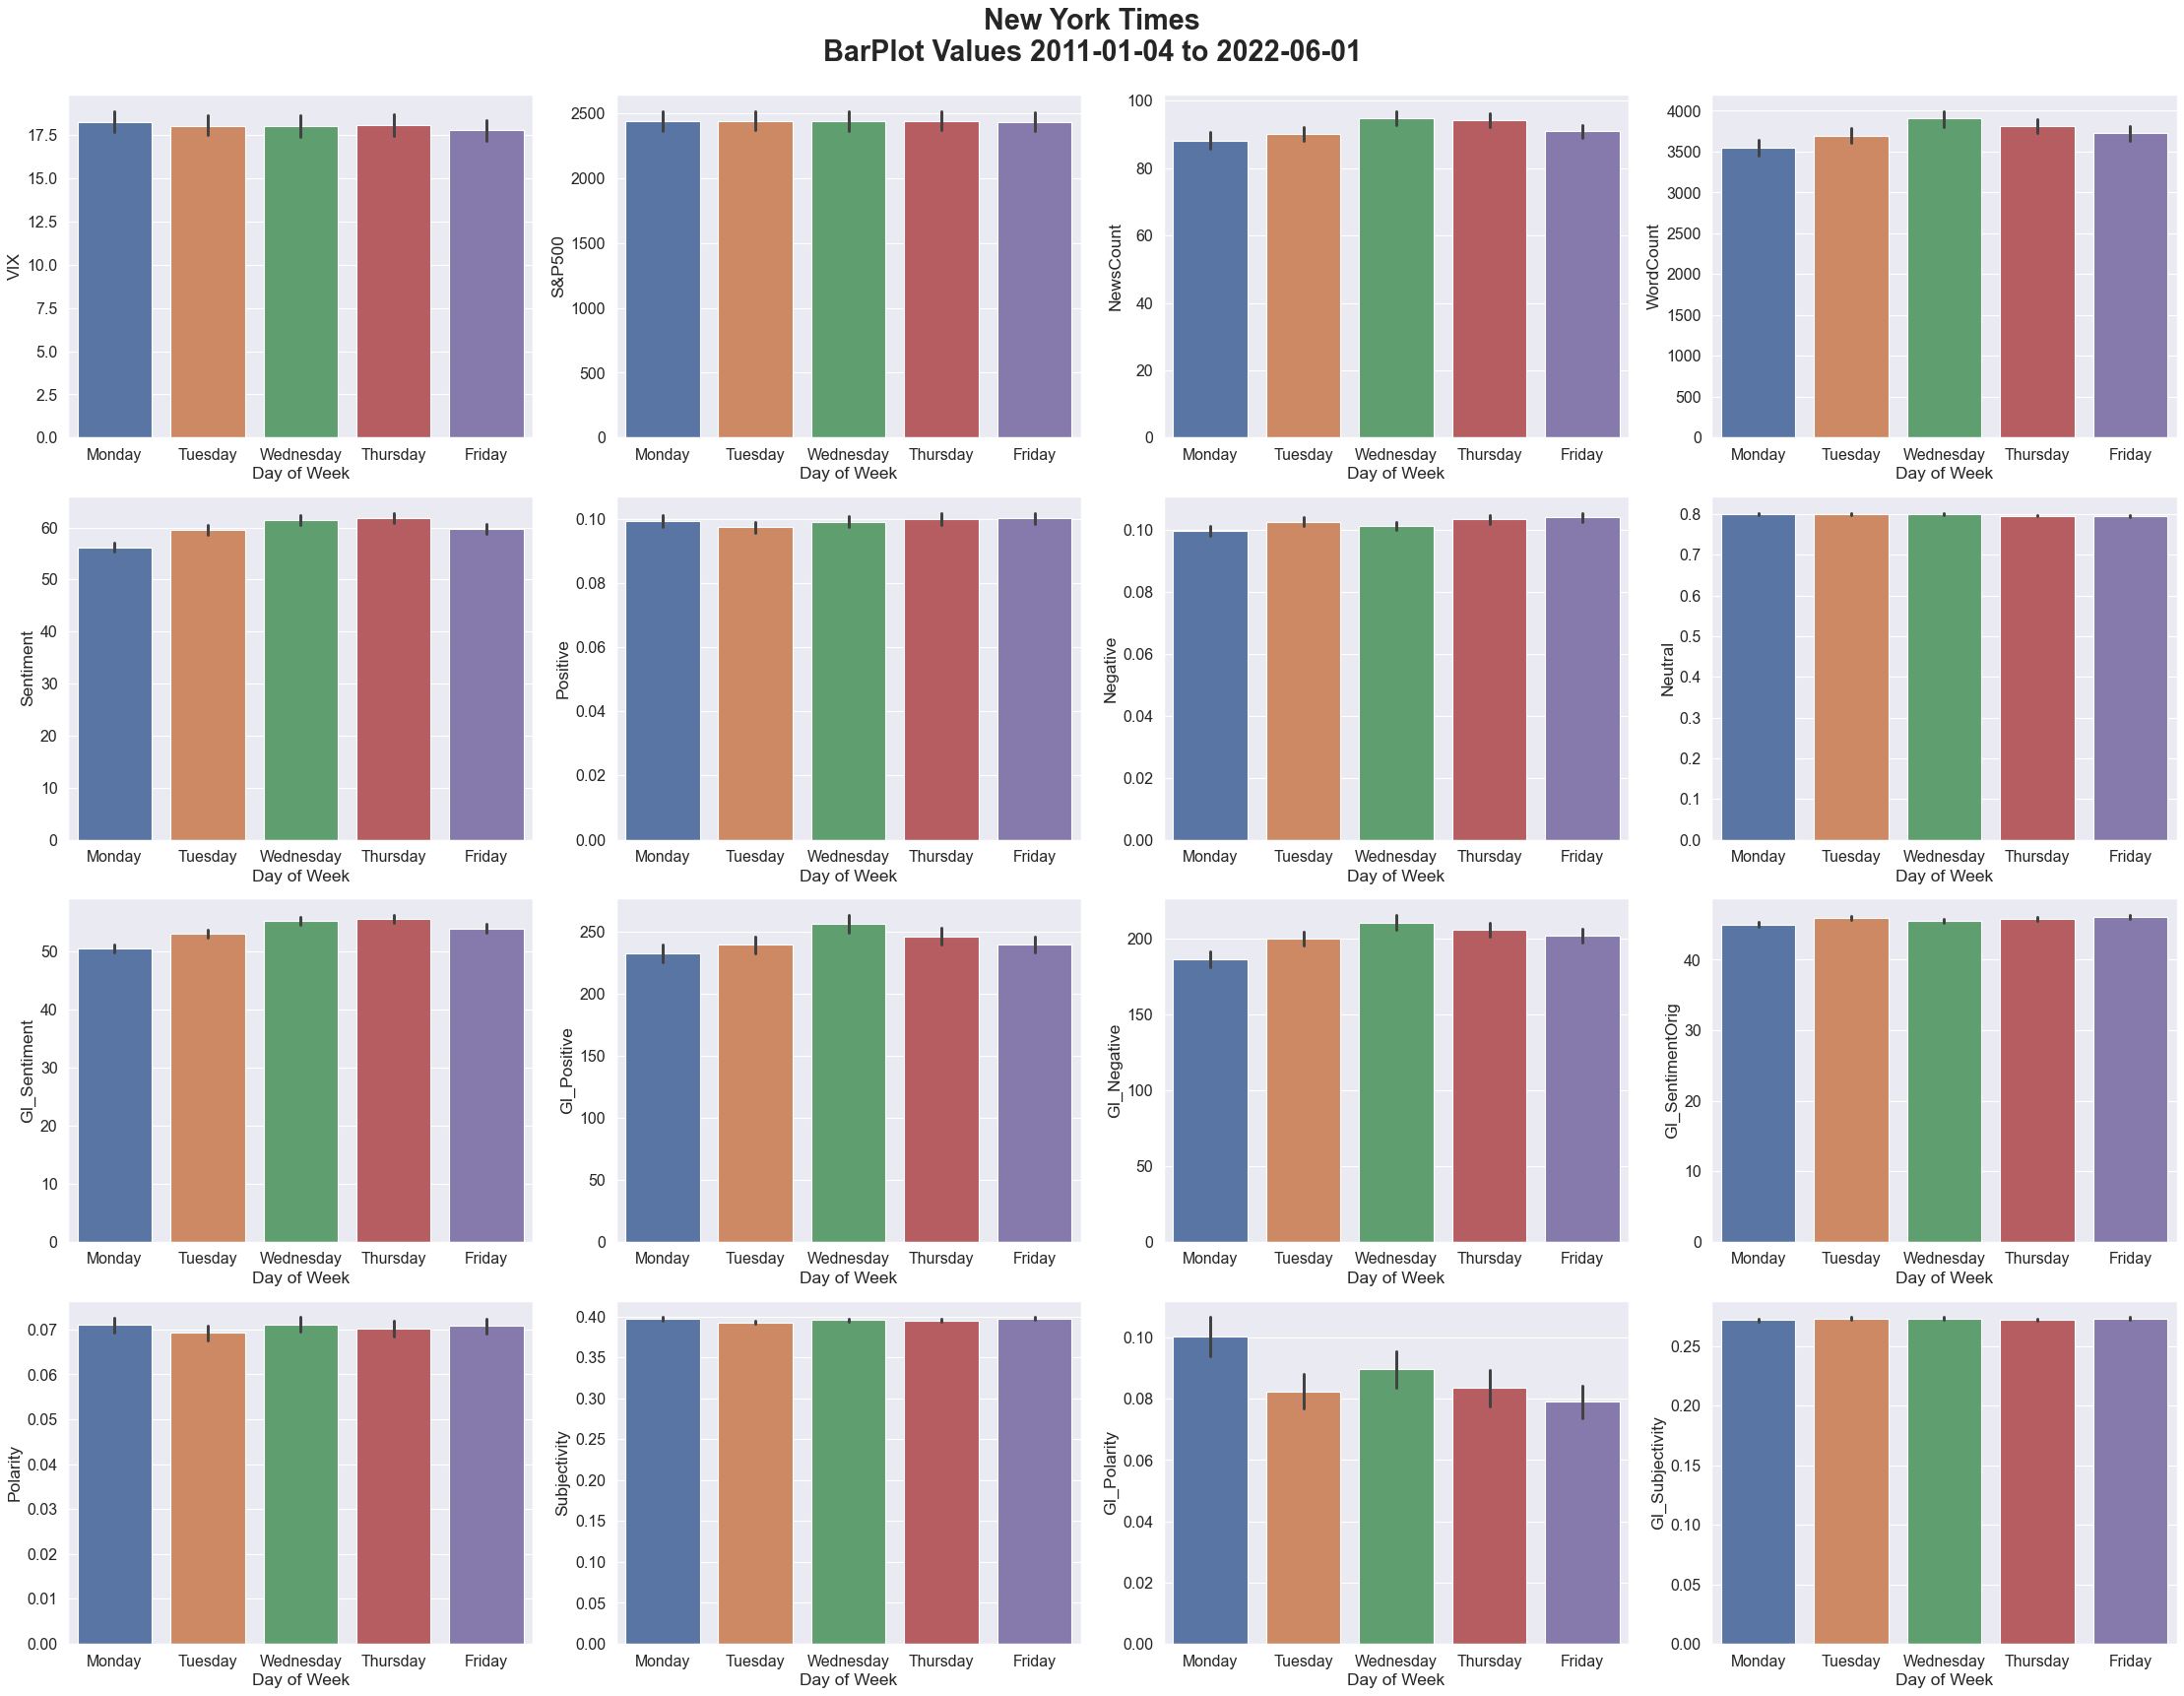 New York Times
BarPlot Values 2011-01-04 to 2022-06-01
VIX
17.5
15.0
12.5
10.0
7.5
5.0
2.5
0.0
Monday Tuesday Wednesday Thursday Friday
Day of Week
S&P500
2500
2000
1500
1000
500
0
Monday Tuesday Wednesday Thursday Friday
Day of Week
NewsCount
100
80
60
40
20
0
Monday Tuesday Wednesday Thursday Friday
Day of Week
WordCount
4000
3500
3000
2500
2000
1500
1000
500
0
Monday Tuesday Wednesday Thursday Friday
Day of Week
Sentiment
60
50
40
30
20
10
0
Monday Tuesday Wednesday Thursday Friday
Day of Week
Positive
0.10
0.08
0.06
0.04
0.02
0.00
Monday Tuesday Wednesday Thursday Friday
Day of Week
Negative
0.10
0.08
0.06
0.04
0.02
0.00
Monday Tuesday Wednesday Thursday Friday
Day of Week
Neutral
0.8
0.7
0.6
0.5
0.4
0.3
0.2
0.1
0.0
Monday Tuesday Wednesday Thursday Friday
Day of Week
GI_Sentiment
50
40
30
20
10
0
Monday Tuesday Wednesday Thursday Friday
Day of Week
GI_Positive
250
200
150
100
50
0
Monday Tuesday Wednesday Thursday Friday
Day of Week
GI_Negative
200
150
100
50
0
Monday Tuesday Wednesday Thursday Friday
Day of Week
GI_SentimentOrig
40
30
20
10
0
Monday Tuesday Wednesday Thursday Friday
Day of Week
Polarity
0.07
0.06
0.05
0.04
0.03
0.02
0.01
0.00
Monday Tuesday Wednesday Thursday Friday
Day of Week
Subjectivity
0.40
0.35
0.30
0.25
0.20
0.15
0.10
0.05
0.00
Monday Tuesday Wednesday Thursday Friday
Day of Week
GI_Polarity
0.10
0.08
0.06
0.04
0.02
0.00
Monday Tuesday Wednesday Thursday Friday
Day of Week
GI_Subjectivity
0.25
0.20
0.15
0.10
0.05
0.00
Monday Tuesday Wednesday Thursday Friday
Day of Week